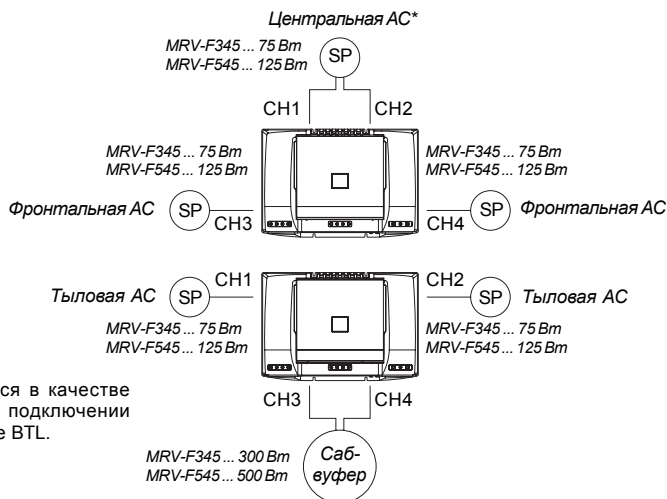 Центральная АС*
MRV-F345 ... 75 Вт
MRV-F545 ... 125 Вт
SP
CH1 CH2
MRV-F345 ... 75 Вт
MRV-F545 ... 125 Вт
MRV-F345 ... 75 Вт
MRV-F545 ... 125 Вт
Фронтальная АС
SP
CH3
CH4
SP
Фронтальная АС
CH1
CH2
Тыловая АС
SP
SP
Тыловая АС
MRV-F345 ... 75 Вт
MRV-F545 ... 125 Вт
MRV-F345 ... 75 Вт
MRV-F545 ... 125 Вт
ся в качестве
подключении
е BTL.
CH3 CH4
MRV-F345 ... 300 Вт
MRV-F545 ... 500 Вт
Саб-
вуфер